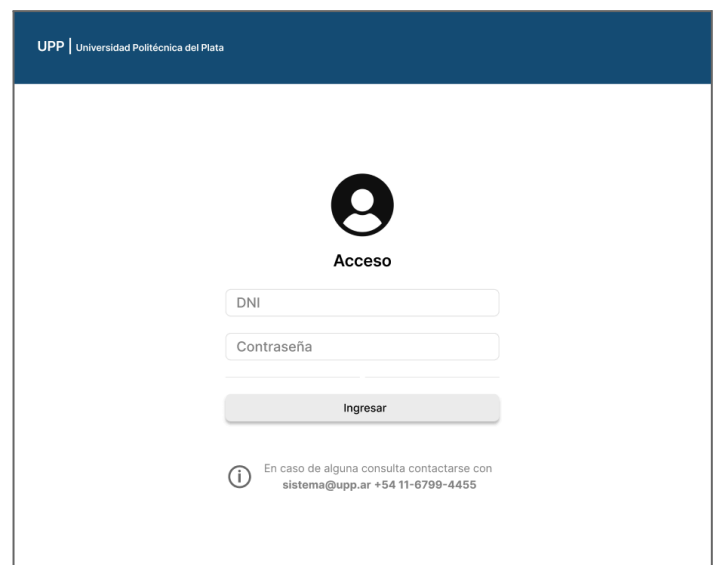 UPP | Universidad Politécnica del Plata
Acceso
DNI
Contraseña
Ingresar
En caso de alguna consulta contactarse con
sistema@upp.ar +54 11-6799-4455